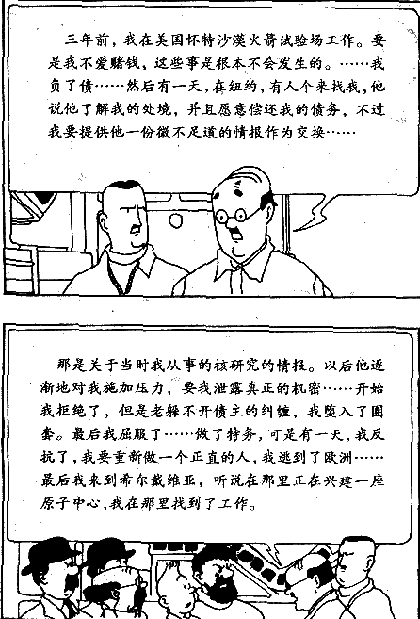 三年前，我在美国怀特沙漠火箭试验场工作。要
是我不爱赌钱，这些事是根本不会发生的。……我
负了债……然后有一天，在纽约，有人个来找我，他
说他了解我的处境，并且愿意偿还我的债务，不过
我要提供他一份微不足道的情报作为交换……
那是关于当时我从事的核研究的情报。以后他逐
渐地对我施加压力，要我泄露真正的机密……开始
我拒绝了，但是老躲不开债主的纠缠，我堕入了圈
套。最后我屈服了……做了特务，可是有一天，我反
抗了，我要重新做一个正直的人，我逃到了欧洲……
最后我来到希尔戴维亚，听说在那里正在兴建一座
原子中心，我在那里找到了工作。